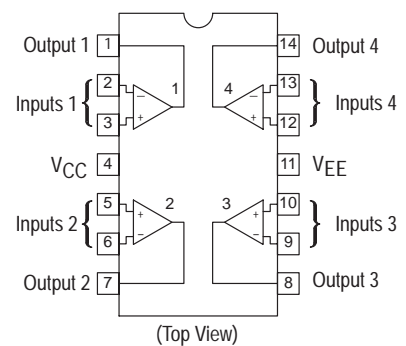 Output 1 1 14 Output 4
2 13
Inputs 1 { − 1 4 − } Inputs 4
3 + + 12
VCC 4 11 VEE
5 + 2 3 + 10
Inputs 2 { } Inputs 3
6 − − 9
Output 2 7 8 Output 3
(Top View)